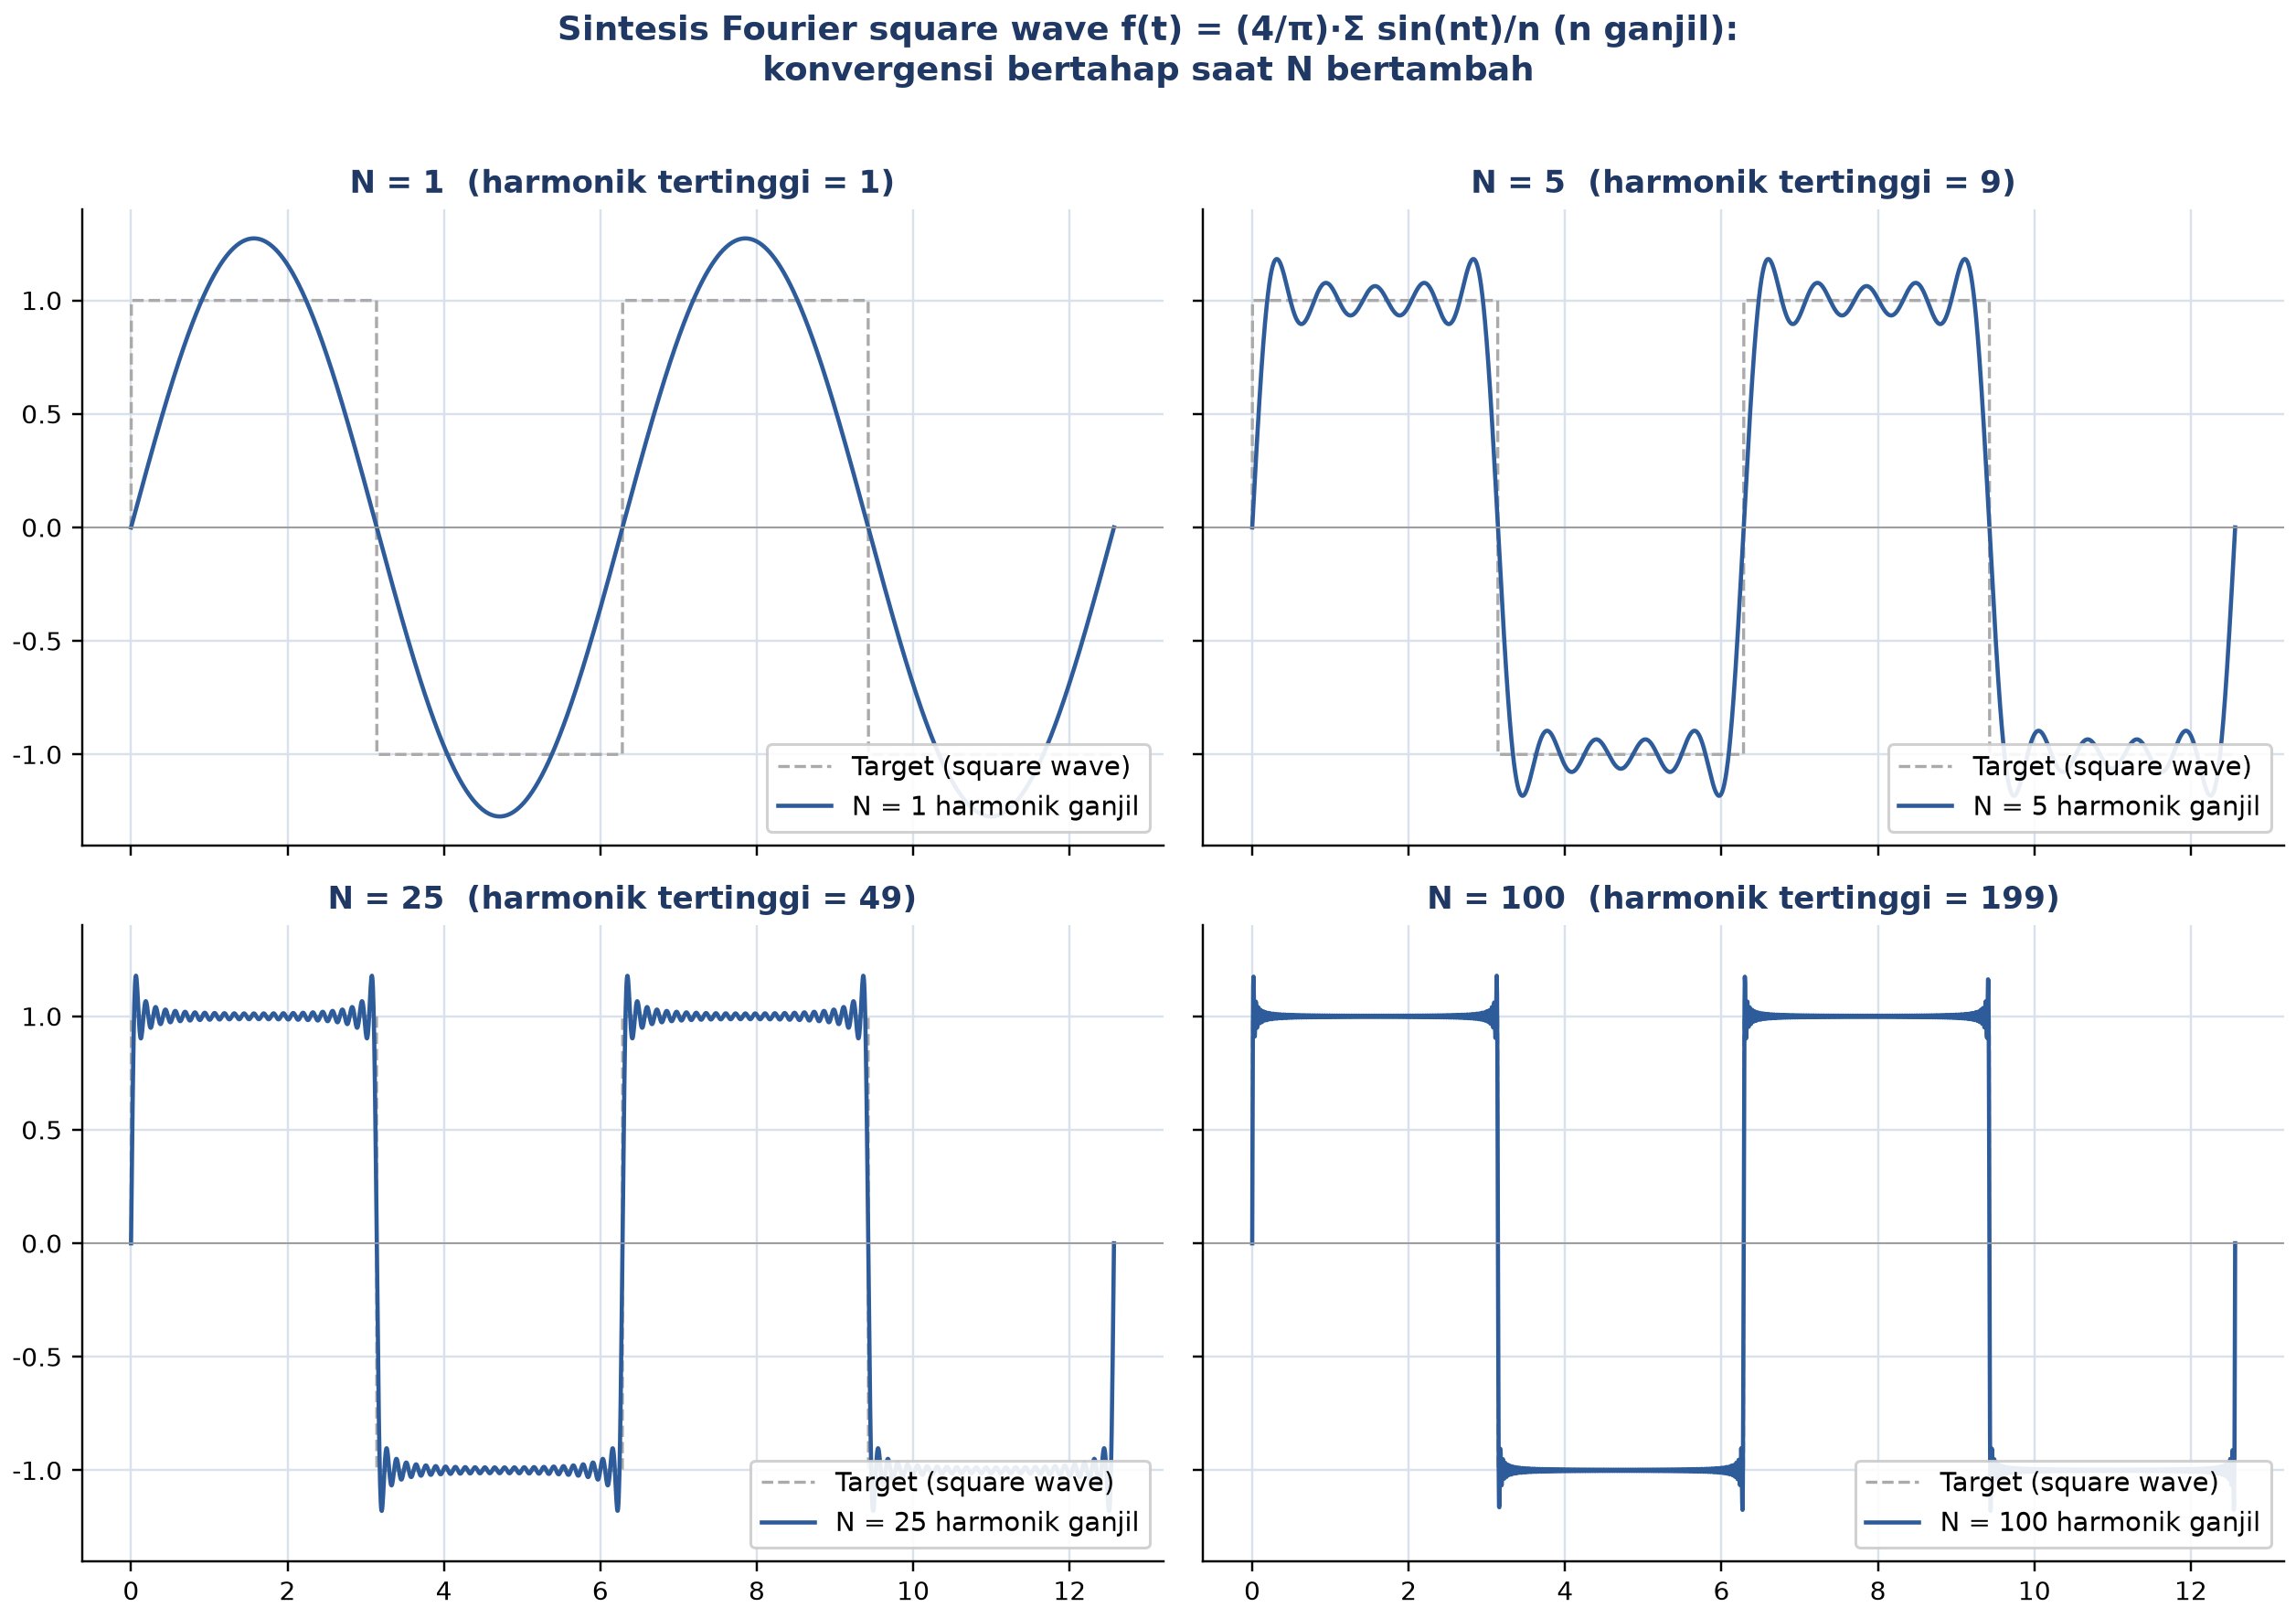 Sintesis Fourier square wave f(t) = (4/π)·Σ sin(nt)/n (n ganjil):
konvergensi bertahap saat N bertambah
N = 1  (harmonik tertinggi = 1)
1.0
0.5
0.0
-0.5
-1.0
Target (square wave)
N = 1 harmonik ganjil
N = 5  (harmonik tertinggi = 9)
Target (square wave)
N = 5 harmonik ganjil
N = 25  (harmonik tertinggi = 49)
1.0
0.5
0.0
-0.5
-1.0
Target (square wave)
N = 25 harmonik ganjil
0 2 4 6 8 10 12
N = 100  (harmonik tertinggi = 199)
Target (square wave)
N = 100 harmonik ganjil
0 2 4 6 8 10 12